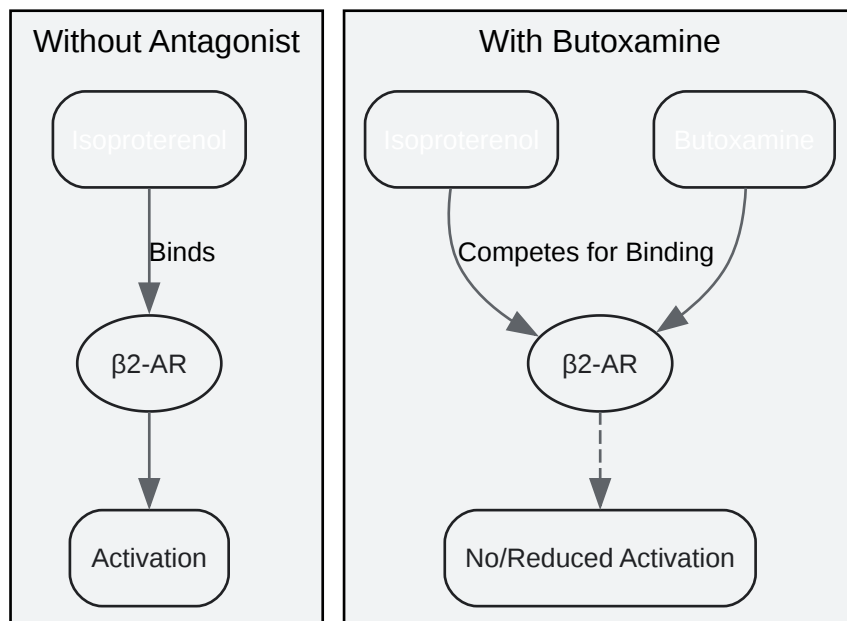 Without Antagonist
Isoproterenol
Binds
β2-AR
Activation
With Butoxamine
Isoproterenol
Butoxamine
Competes for Binding
β2-AR
No/Reduced Activation